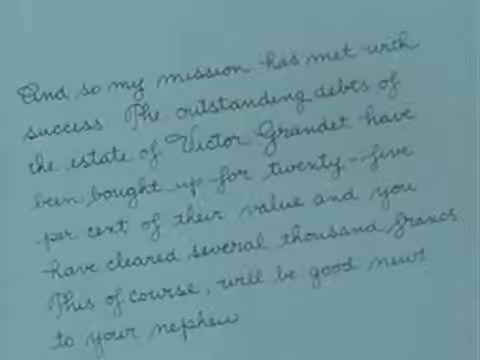 And so my mission has met with
success. The outstanding debts of
the estate of Victor Grandet have
been bought up for twenty-five
per cent of their value and you
have cleared several thousand francs
This of course, will be good news
to your nephew